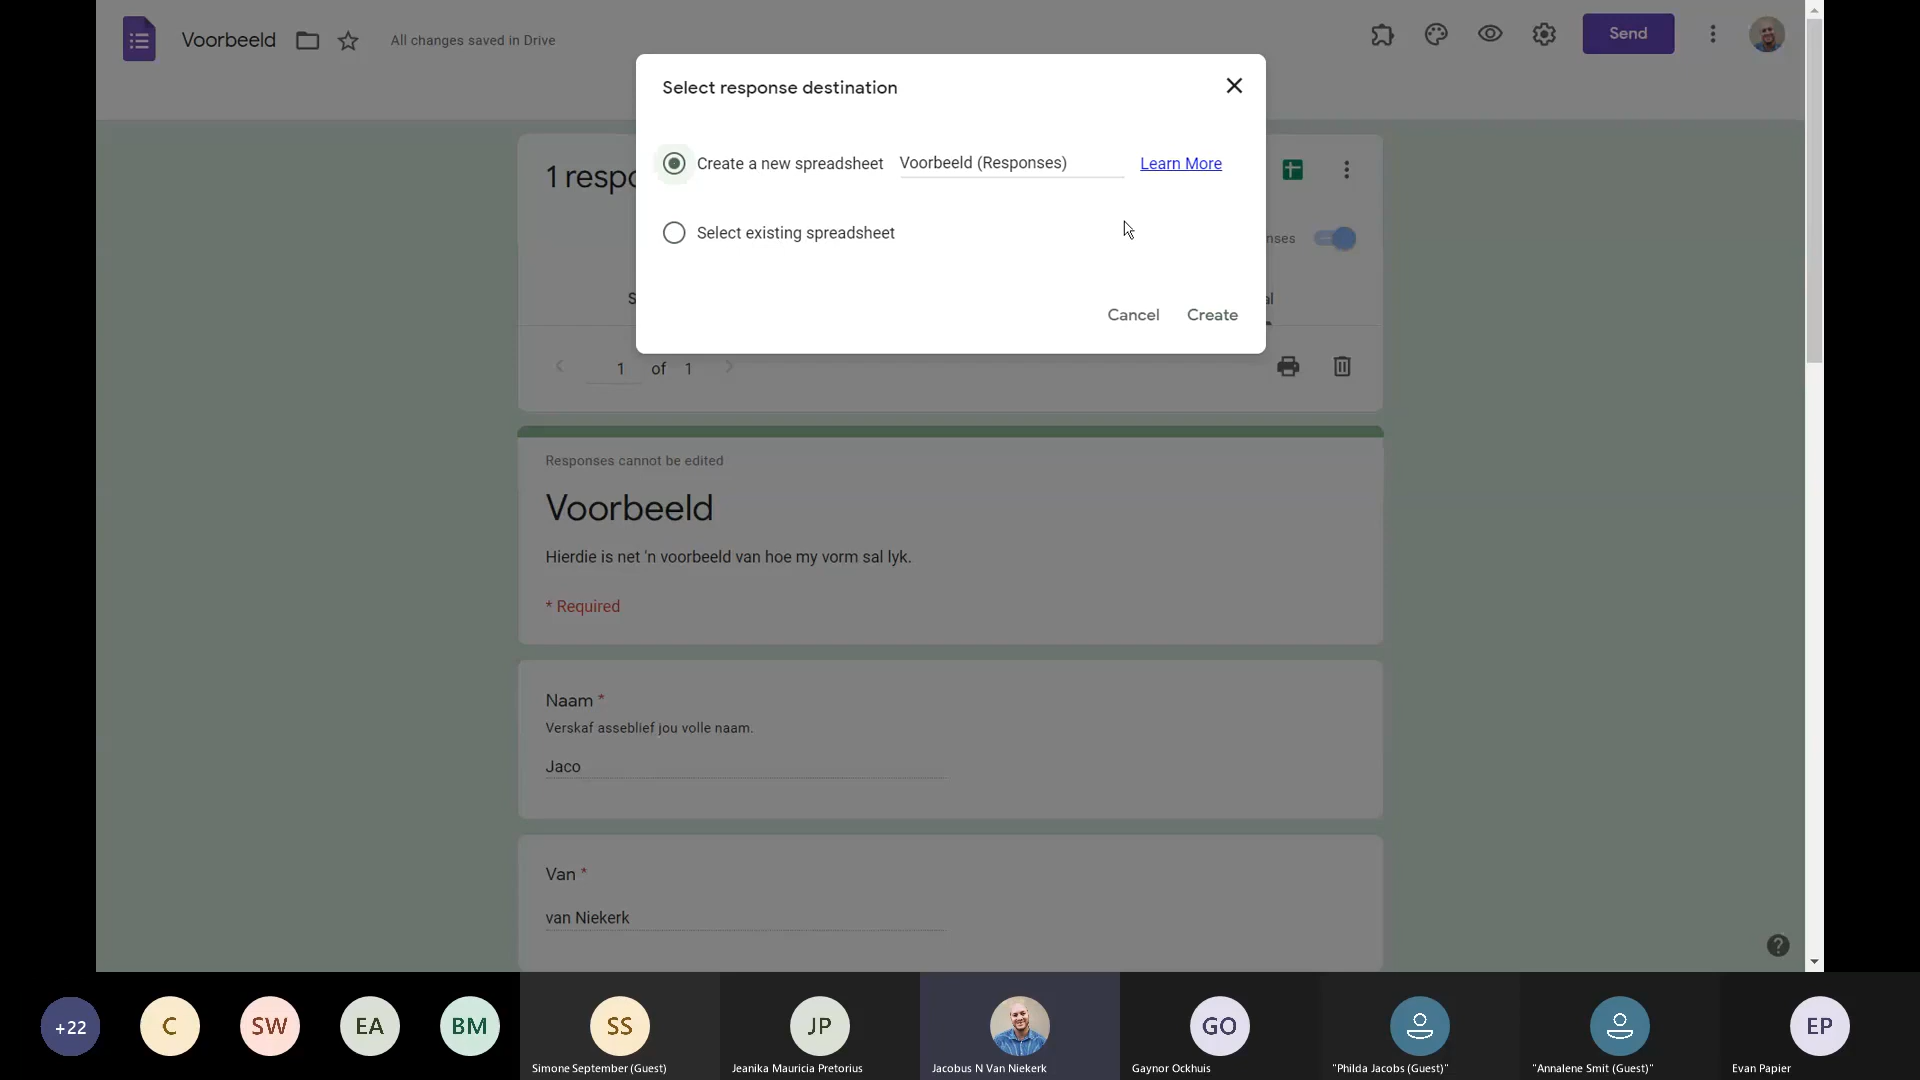 Voorbeeld
All changes saved in Drive
Send
Select response destination
Create a new spreadsheet
Voorbeeld (Responses)
Learn More
Select existing spreadsheet
Cancel
Create
1
1 of 1
Responses cannot be edited
Voorbeeld
Hierdie is net 'n voorbeeld van hoe my vorm sal lyk.
* Required
Naam *
Verskaf asseblief jou volle naam.
Jaco
Van *
van Niekerk
+22
C
SW
EA
BM
SS
Simone September (Guest)
JP
Jeanika Mauricia Pretorius
Jacobus N Van Niekerk
GO
Gaynor Ockhuis
"Philda Jacobs (Guest)"
"Annalene Smit (Guest)"
EP
Evan Papier